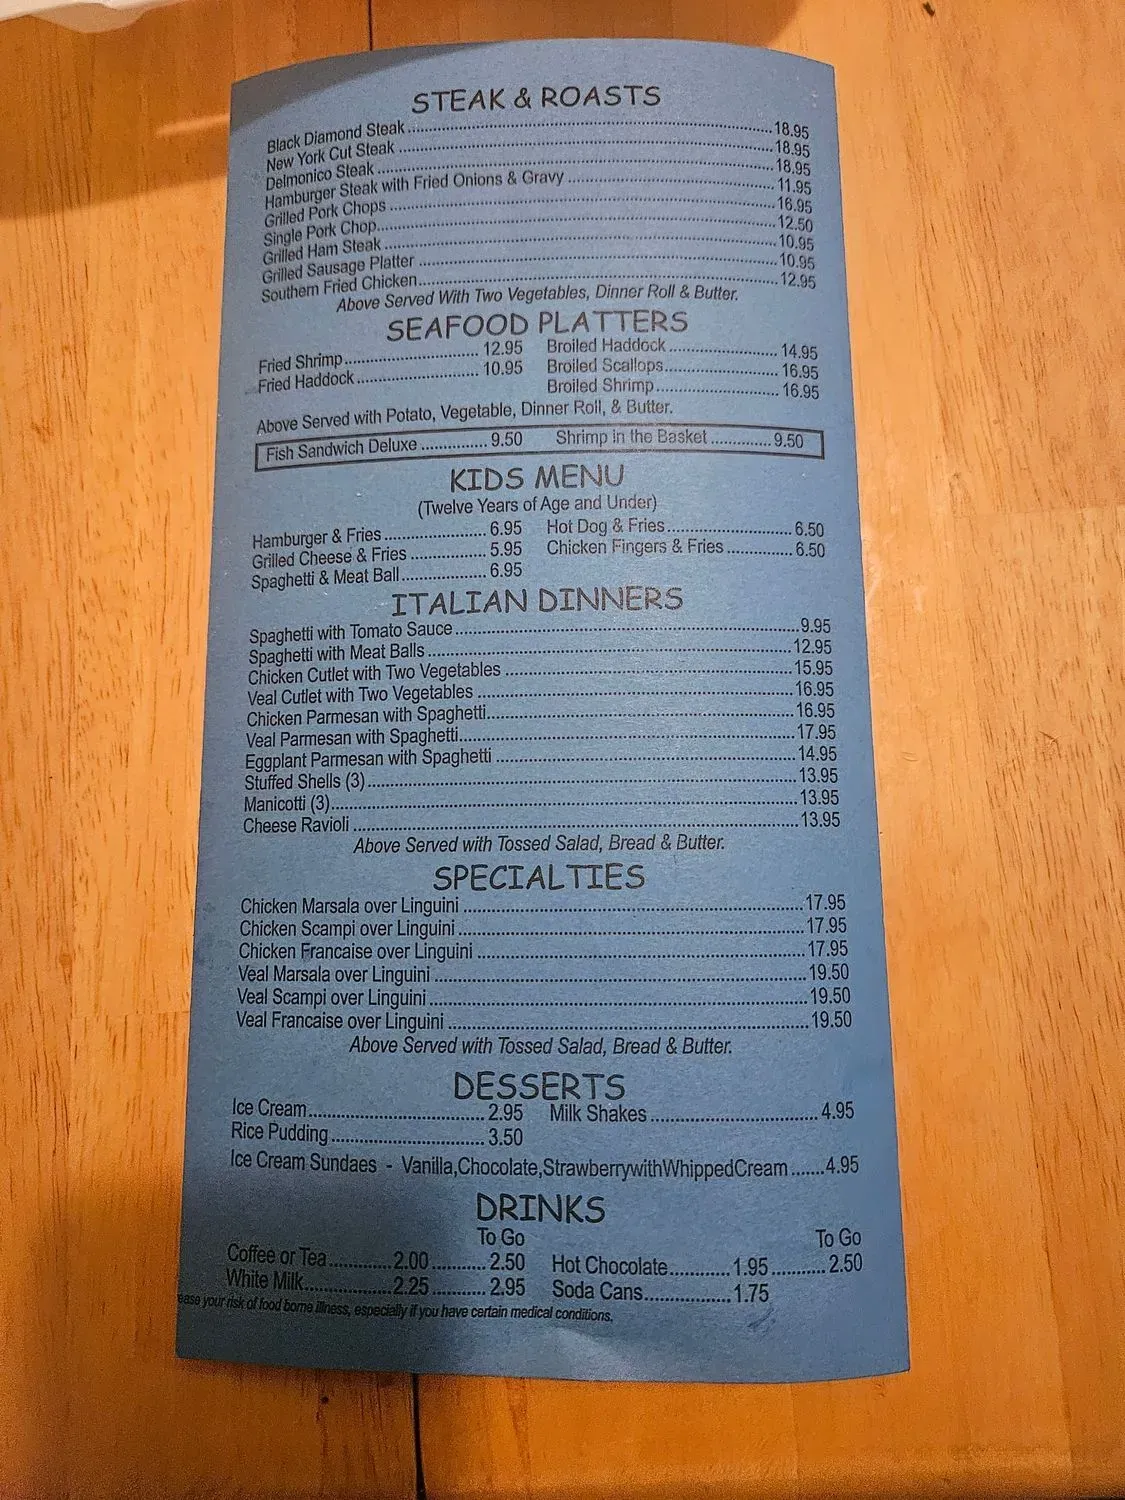 STEAK & ROASTS
Black Diamond Steak 18.95
New York Cut Steak 18.95
Delmonico Steak 18.95
Hamburger Steak with Fried Onions & Gravy 11.95
Grilled Pork Chops 16.95
Single Pork Chop 12.50
Grilled Ham Steak 10.95
Grilled Sausage Platter 10.95
Southern Fried Chicken 12.95
Above Served With Two Vegetables, Dinner Roll & Butter.
SEAFOOD PLATTERS
Fried Shrimp 12.95 Broiled Haddock 14.95
Fried Haddock 10.95 Broiled Scallops 16.95
Broiled Shrimp 16.95
Above Served with Potato, Vegetable, Dinner Roll, & Butter.
Fish Sandwich Deluxe 9.50 Shrimp in the Basket 9.50
KIDS MENU
(Twelve Years of Age and Under)
Hamburger & Fries 6.95 Hot Dog & Fries 6.50
Grilled Cheese & Fries 5.95 Chicken Fingers & Fries 6.50
Spaghetti & Meat Ball 6.95
ITALIAN DINNERS
Spaghetti with Tomato Sauce 9.95
Spaghetti with Meat Balls 12.95
Chicken Cutlet with Two Vegetables 15.95
Veal Cutlet with Two Vegetables 16.95
Chicken Parmesan with Spaghetti 16.95
Veal Parmesan with Spaghetti 17.95
Eggplant Parmesan with Spaghetti 14.95
Stuffed Shells (3) 13.95
Manicotti (3) 13.95
Cheese Ravioli 13.95
Above Served with Tossed Salad, Bread & Butter.
SPECIALTIES
Chicken Marsala over Linguini 17.95
Chicken Scampi over Linguini 17.95
Chicken Francaise over Linguini 17.95
Veal Marsala over Linguini 19.50
Veal Scampi over Linguini 19.50
Veal Francaise over Linguini 19.50
Above Served with Tossed Salad, Bread & Butter.
DESSERTS
Ice Cream 2.95 Milk Shakes 4.95
Rice Pudding 3.50
Ice Cream Sundaes - Vanilla,Chocolate,StrawberrywithWhippedCream 4.95
DRINKS
To Go To Go
Coffee or Tea 2.00 2.50 Hot Chocolate 1.95 2.50
White Milk 2.25 2.95 Soda Cans 1.75
ease your risk of food borne illness, especially if you have certain medical conditions.